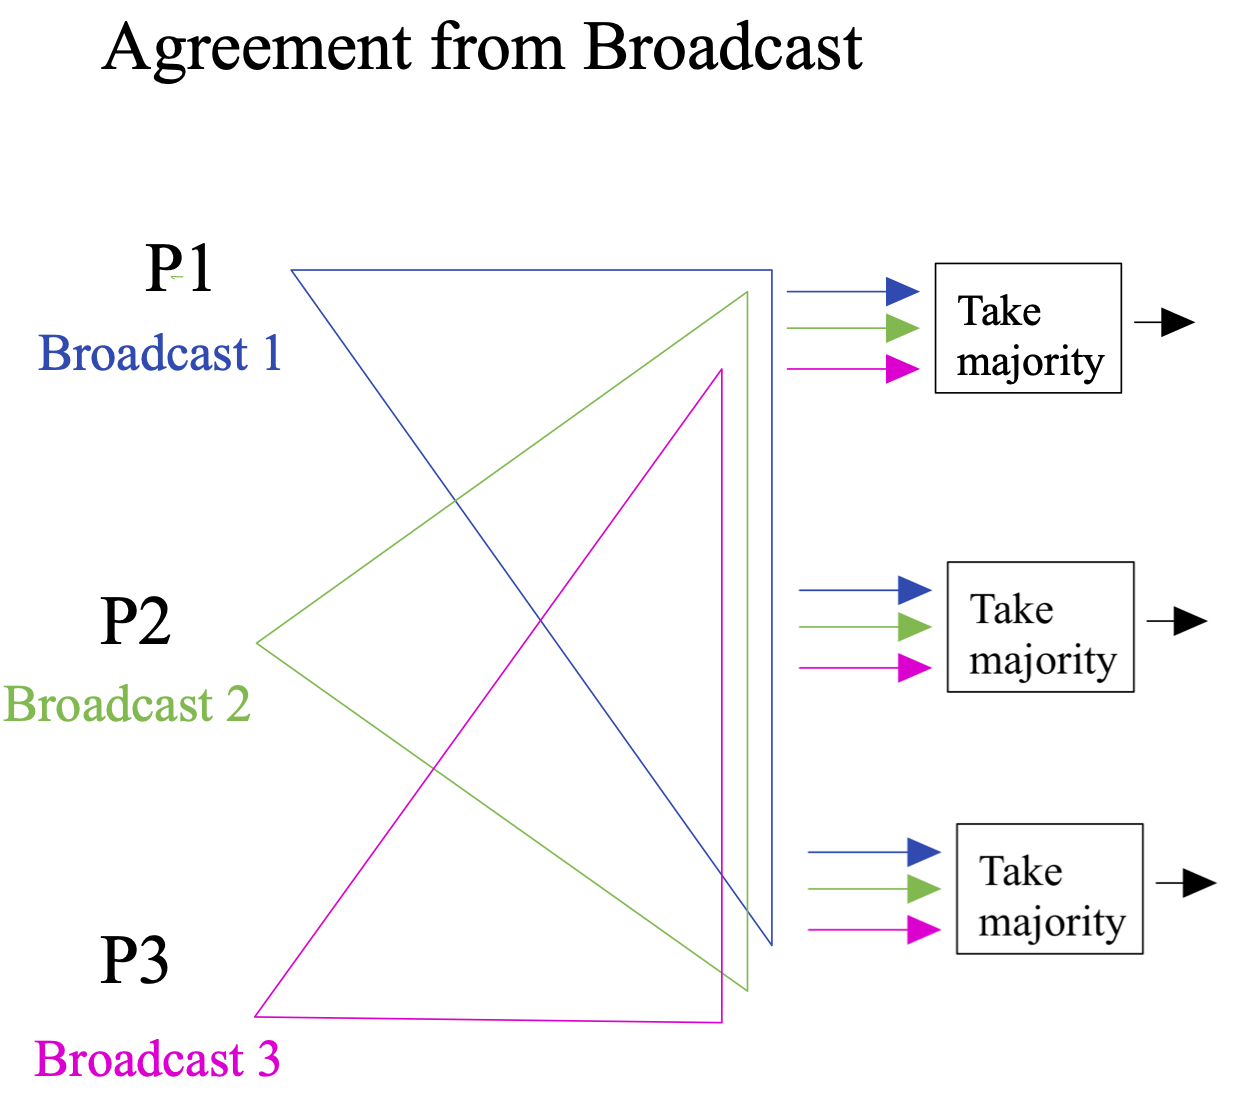 Agreement from Broadcast
P1
Broadcast 1
Take
majority
P2
Broadcast 2
Take
majority
P3
Broadcast 3
Take
majority